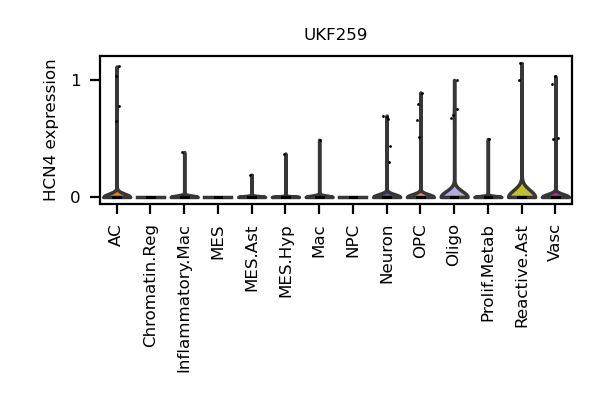 UKF259
HCN4 expression
1
0
AC
Chromatin.Reg
Inflammatory.Mac
MES
MES.Ast
MES.Hyp
Mac
NPC
Neuron
OPC
Oligo
Prolif.Metab
Reactive.Ast
Vasc